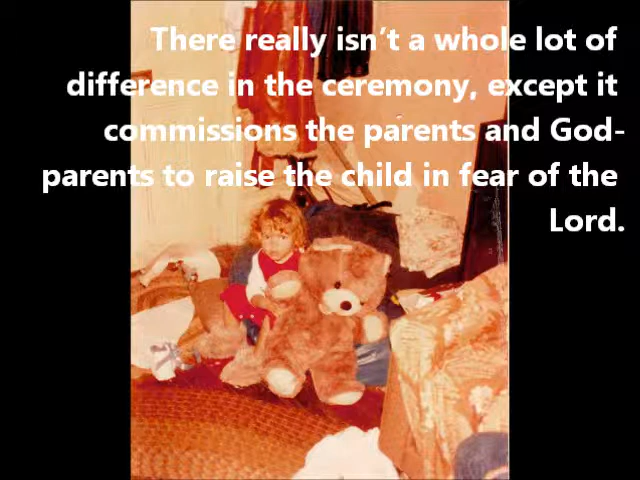 There really isn’t a whole lot of
difference in the ceremony, except it
commissions the parents and God-
parents to raise the child in fear of the
Lord.